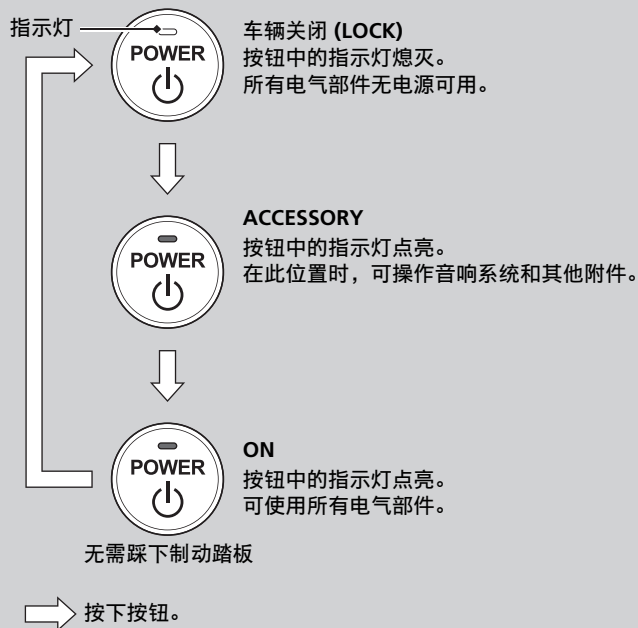 指示灯
POWER
车辆关闭 (LOCK)
按钮中的指示灯熄灭。
所有电气部件无电源可用。
POWER
ACCESSORY
按钮中的指示灯点亮。
在此位置时，可操作音响系统和其他附件。
POWER
ON
按钮中的指示灯点亮。
可使用所有电气部件。
无需踩下制动踏板
按下按钮。